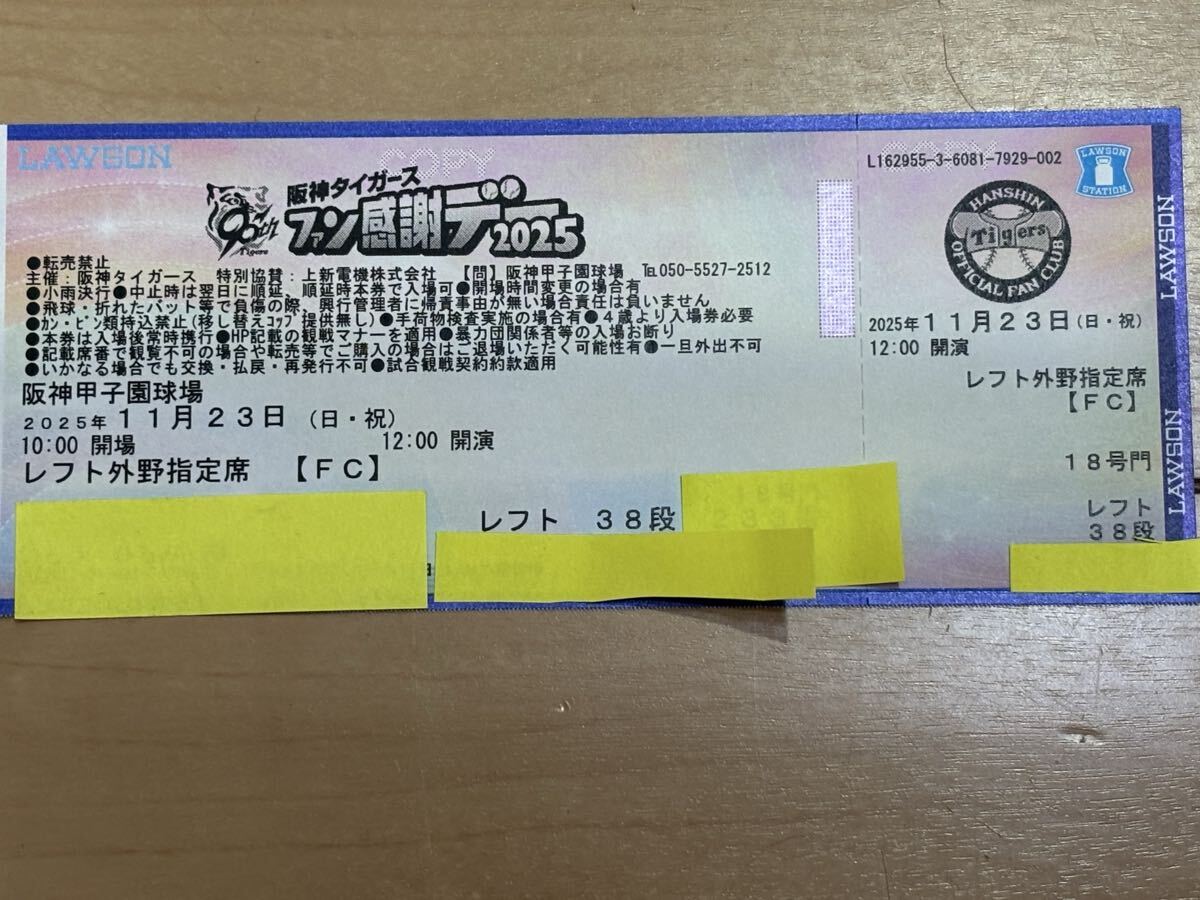 LAWSON
COPY
90th
Tigers
阪神タイガース
ファン感謝デー2025
●転売禁止
主催：阪神タイガース 特別協賛：上新電機株式会社 【問】阪神甲子園球場 ℡050-5527-2512
●小雨決行●中止時は翌日に順延、順延時本券で入場可●開場時間変更の場合有
●飛球・折れたバット等で負傷の際、興行管理者に帰責事由が無い場合責任は負いません
●ｶﾝ・ﾋﾞﾝ類持込禁止(移し替えｺｯﾌﾟ提供無し)●手荷物検査実施の場合有●４歳より入場券必要
●本券は入場後常時携行●HP記載の観戦マナーを適用●暴力団関係者等の入場お断り
●記載席番で観覧不可の場合や転売等でご購入の場合はご退場いただく可能性有●一旦外出不可
●いかなる場合でも交換・払戻・再発行不可●試合観戦契約約款適用
阪神甲子園球場
２０２５年１１月２３日（日・祝）
10:00 開場 12:00 開演
レフト外野指定席 【ＦＣ】
レフト ３８段
COPY
L162955-3-6081-7929-002
LAWSON
STATION
HANSHIN
Tigers
OFFICIAL FAN CLUB
2025年１１月２３日(日・祝)
12:00 開演
レフト外野指定席
【ＦＣ】
１８号門
レフト
３８段
LAWSON
LAWSON